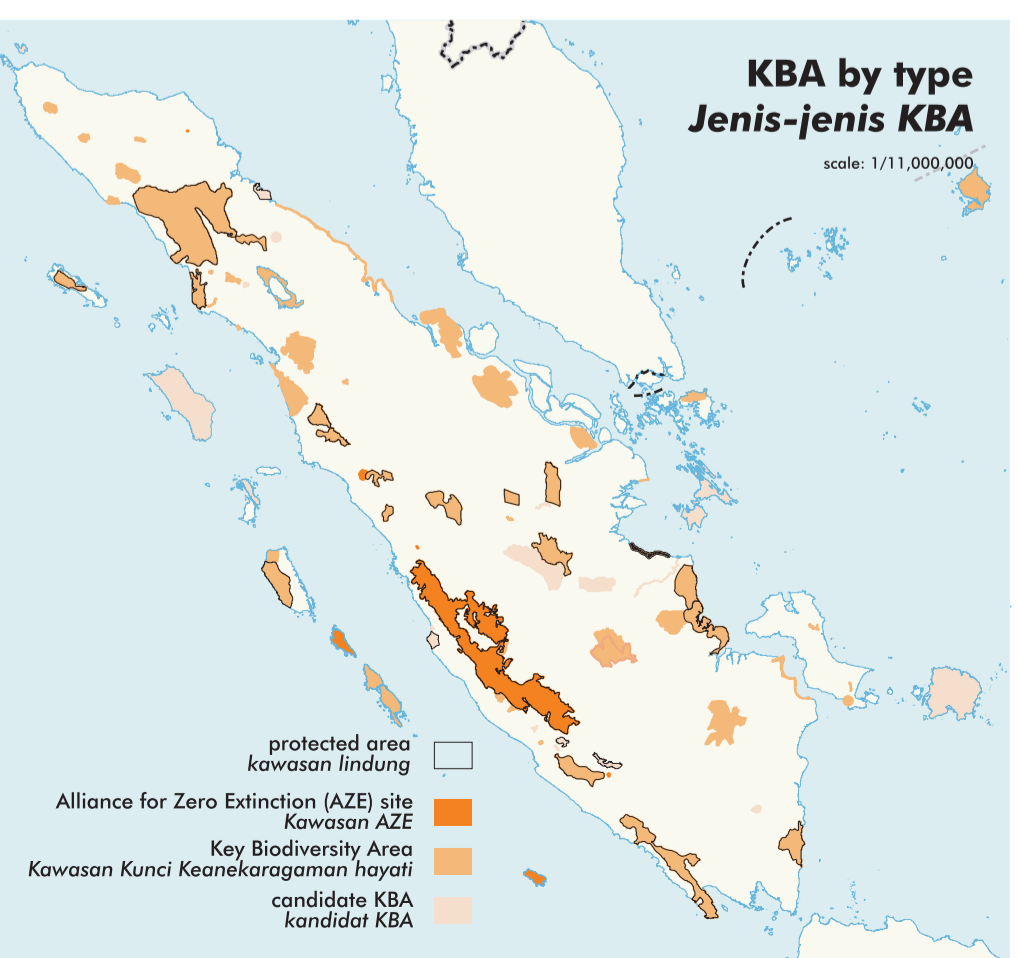 KBA by type
Jenis-jenis KBA
scale: 1/11,000,000
protected area
kawasan lindung
Alliance for Zero Extinction (AZE) site
Kawasan AZE
Key Biodiversity Area
Kawasan Kunci Keanekaragaman hayati
candidate KBA
kandidat KBA